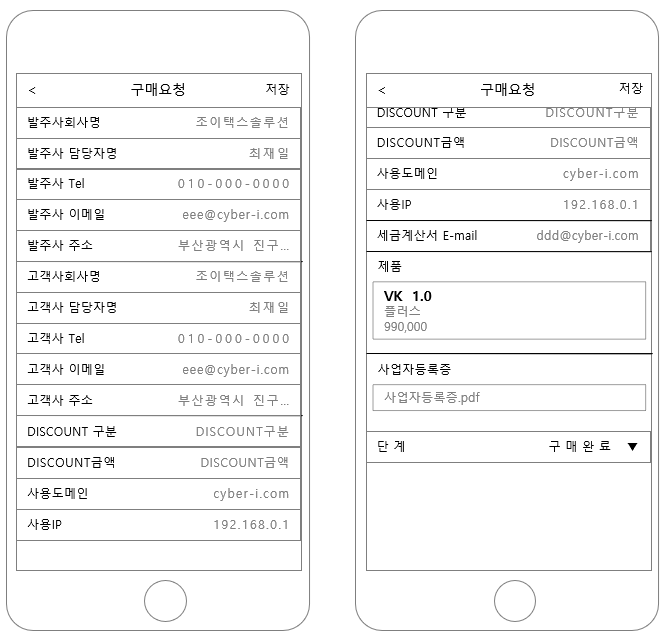 < 구매요청 저장
발주사회사명 조이택스솔루션
발주사 담당자명 최재일
발주사 Tel 010-000-0000
발주사 이메일 eee@cyber-i.com
발주사 주소 부산광역시 진구...
고객사회사명 조이택스솔루션
고객사 담당자명 최재일
고객사 Tel 010-000-0000
고객사 이메일 eee@cyber-i.com
고객사 주소 부산광역시 진구...
DISCOUNT 구분 DISCOUNT구분
DISCOUNT금액 DISCOUNT금액
사용도메인 cyber-i.com
사용IP 192.168.0.1
< 구매요청 저장
DISCOUNT 구분 DISCOUNT구분
DISCOUNT금액 DISCOUNT금액
사용도메인 cyber-i.com
사용IP 192.168.0.1
세금계산서 E-mail ddd@cyber-i.com
제품
VK 1.0
플러스
990,000
사업자등록증
사업자등록증.pdf
단 계 구 매 완 료 ▼